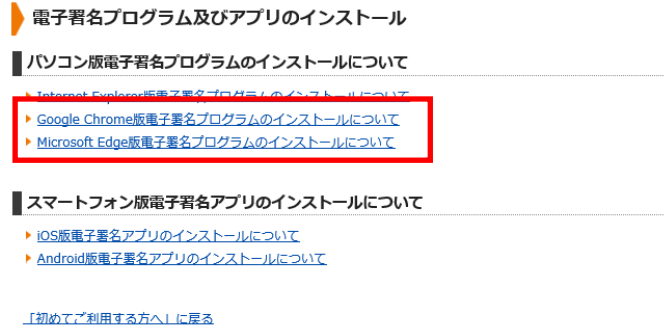 電子署名プログラム及びアプリのインストール
パソコン版電子署名プログラムのインストールについて
Internet Explorer版電子署名プログラムのインストールについて
Google Chrome版電子署名プログラムのインストールについて
Microsoft Edge版電子署名プログラムのインストールについて
スマートフォン版電子署名アプリのインストールについて
iOS版電子署名アプリのインストールについて
Android版電子署名アプリのインストールについて
「初めてご利用する方へ」に戻る